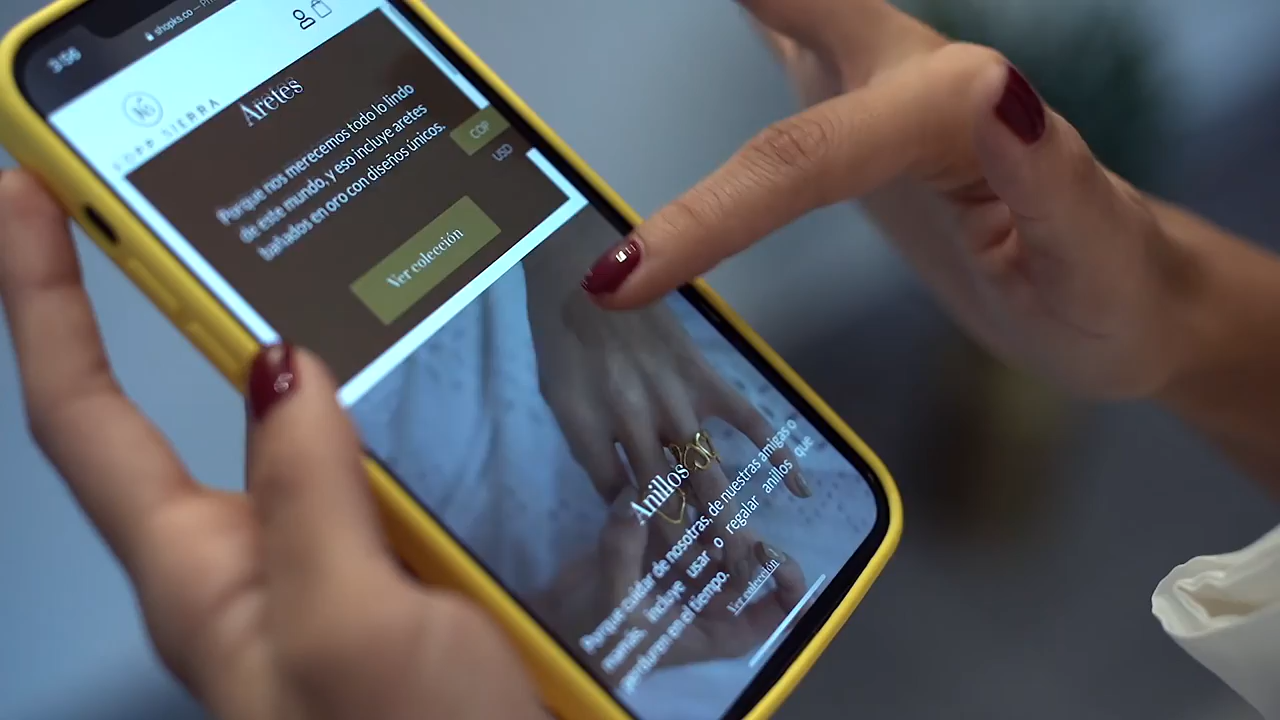 3:56
shopks.co
SIERRA
Aretes
Porque nos merecemos todo lo lindo
de este mundo, y eso incluye aretes
bañados en oro con diseños únicos.
COP
USD
Ver colección
Anillos
Porque cuidar de nosotras, de nuestras amigas o
mamás, incluye usar o regalar anillos que
perduren en el tiempo.
Ver colección